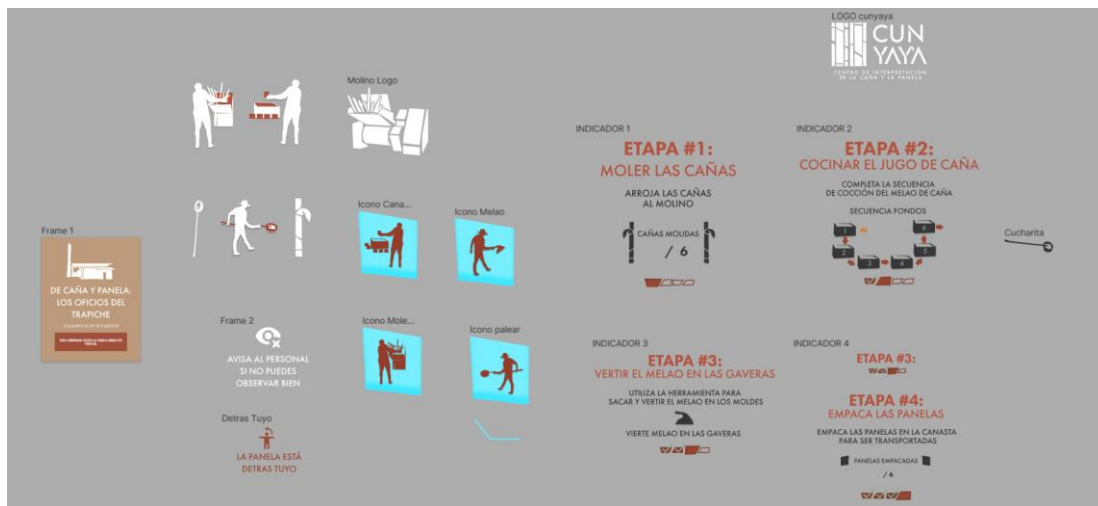 LOGO cunyaya
CUN
YAYA
CENTRO DE INTERPRETACIÓN
DE LA CAÑA Y LA PANELA
Molino Logo
INDICADOR 1
ETAPA #1:
MOLER LAS CAÑAS
ARROJA LAS CAÑAS
AL MOLINO
CAÑAS MOLIDAS
/ 6
INDICADOR 2
ETAPA #2:
COCINAR EL JUGO DE CAÑA
COMPLETA LA SECUENCIA
DE COCCIÓN DEL MELAO DE CAÑA
SECUENCIA FONDOS
1
2
3
4
5
6
Cucharita
Icono Cana...
Icono Melao
Frame 1
DE CAÑA Y PANELA:
LOS OFICIOS DEL
TRAPICHE
Frame 2
AVISA AL PERSONAL
SI NO PUEDES
OBSERVAR BIEN
Icono Mole...
Icono palear
Detras Tuyo
LA PANELA ESTÁ
DETRAS TUYO
INDICADOR 3
ETAPA #3:
VERTIR EL MELAO EN LAS GAVERAS
UTILIZA LA HERRAMIENTA PARA
SACAR Y VERTIR EL MELAO EN LOS MOLDES
VIERTE MELAO EN LAS GAVERAS
INDICADOR 4
ETAPA #3:
ETAPA #4:
EMPACA LAS PANELAS
EMPACA LAS PANELAS EN LA CANASTA
PARA SER TRANSPORTADAS
PANELAS EMPACADAS
/ 6